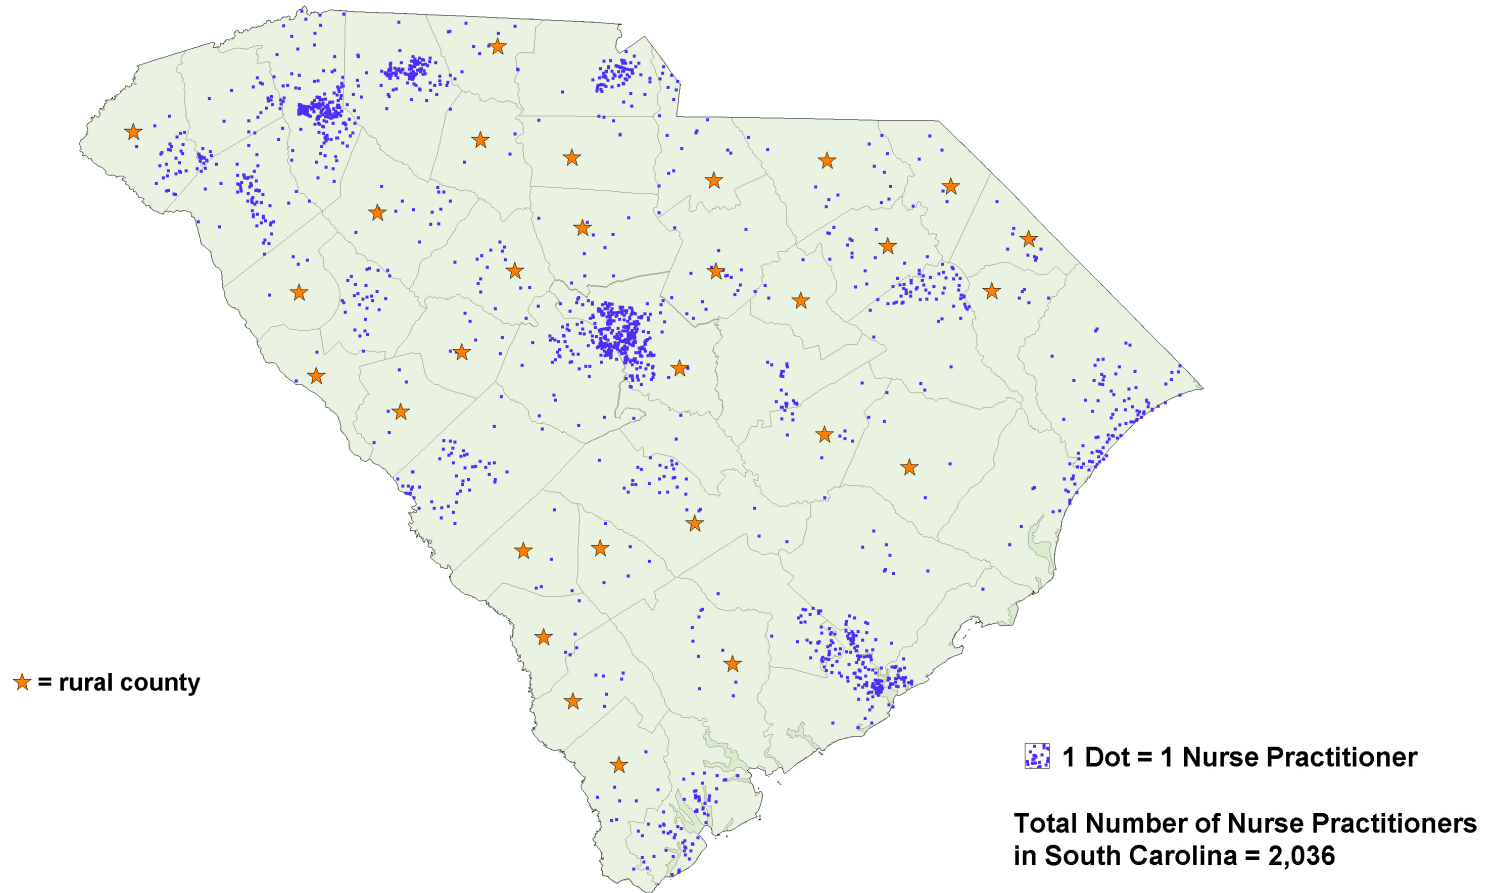 = rural county
1 Dot = 1 Nurse Practitioner
Total Number of Nurse Practitioners
in South Carolina = 2,036